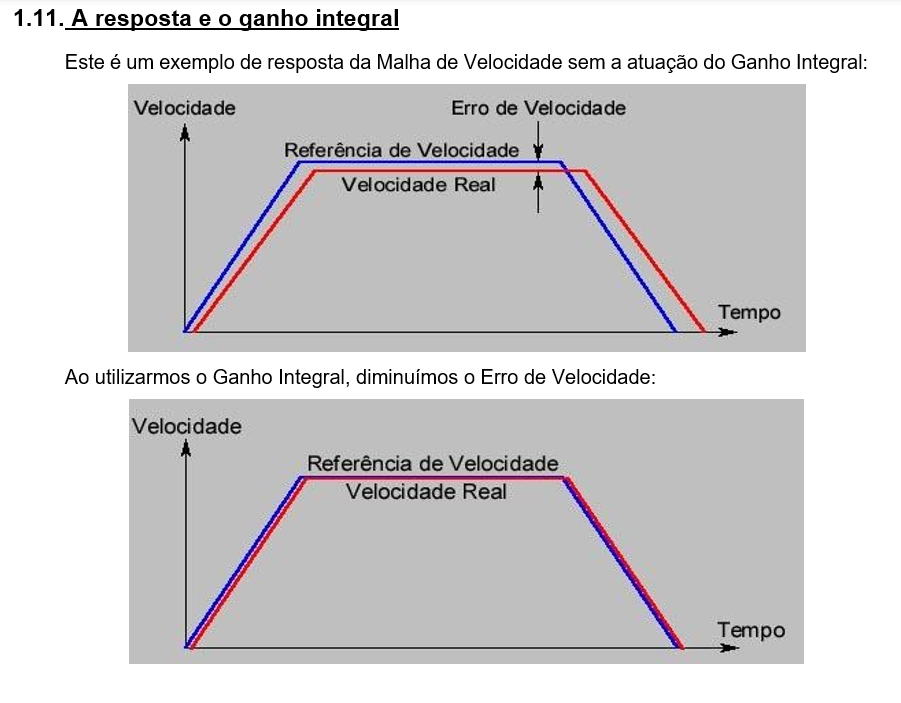 1.11. A resposta e o ganho integral
Este é um exemplo de resposta da Malha de Velocidade sem a atuação do Ganho Integral:
Velocidade
Erro de Velocidade
Referência de Velocidade
Velocidade Real
Tempo
Ao utilizarmos o Ganho Integral, diminuímos o Erro de Velocidade:
Velocidade
Referência de Velocidade
Velocidade Real
Tempo